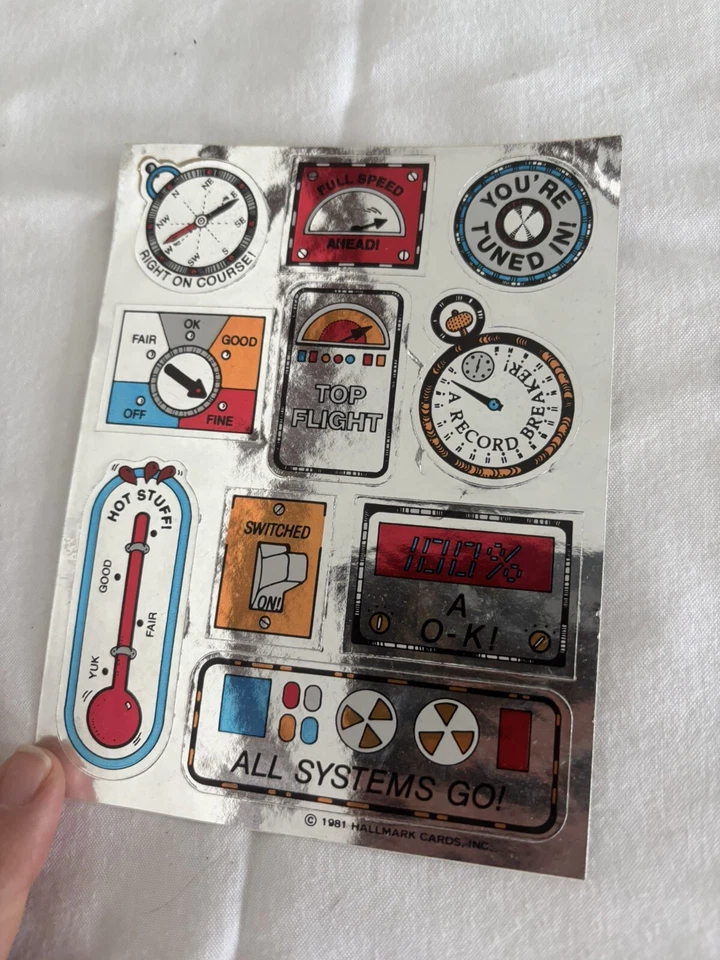 N
NE
E
SE
S
SW
W
NW
RIGHT ON COURSE!
FULL SPEED
AHEAD!
YOU'RE
TUNED IN!
OFF
FAIR
OK
GOOD
FINE
TOP
FLIGHT
A RECORD BREAKER!
HOT STUFF!
GOOD
FAIR
YUK
SWITCHED
ON!
100%
A
O-K!
ALL SYSTEMS GO!
© 1981 HALLMARK CARDS, INC.